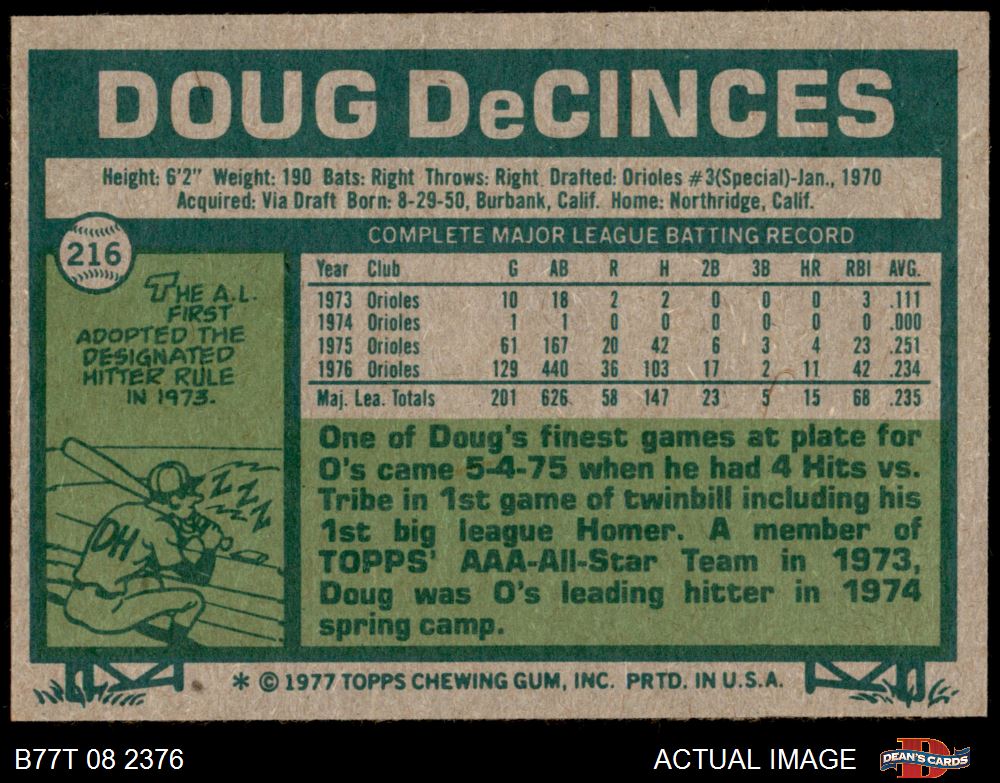 DOUG DeCINCES
Height: 6'2" Weight: 190 Bats: Right Throws: Right Drafted: Orioles #3(Special)-Jan., 1970
Acquired: Via Draft Born: 8-29-50, Burbank, Calif. Home: Northridge, Calif.
216
THE A.L.
FIRST
ADOPTED THE
DESIGNATED
HITTER RULE
IN 1973.
ZZZZZ
DH
COMPLETE MAJOR LEAGUE BATTING RECORD
Year Club G AB R H 2B 3B HR RBI AVG.
1973 Orioles 10 18 2 2 0 0 0 3 .111
1974 Orioles 1 1 0 0 0 0 0 0 .000
1975 Orioles 61 167 20 42 6 3 4 23 .251
1976 Orioles 129 440 36 103 17 2 11 42 .234
Maj. Lea. Totals 201 626 58 147 23 5 15 68 .235
One of Doug's finest games at plate for
O's came 5-4-75 when he had 4 Hits vs.
Tribe in 1st game of twinbill including his
1st big league Homer. A member of
TOPPS' AAA-All-Star Team in 1973,
Doug was O's leading hitter in 1974
spring camp.
* © 1977 TOPPS CHEWING GUM, INC. PRTD. IN U.S.A.
B77T 08 2376
ACTUAL IMAGE
DEAN'S CARDS